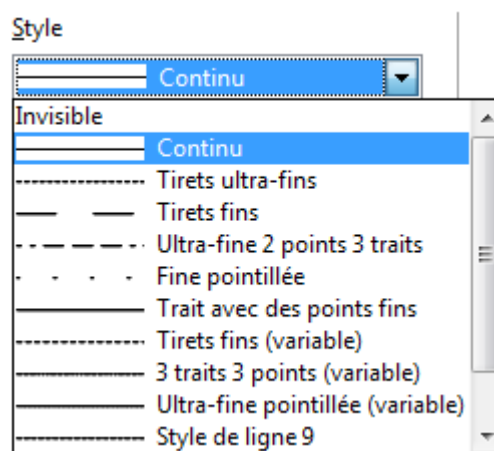 Style
Continu
Invisible
Continu
Tirets ultra-fins
Tirets fins
Ultra-fine 2 points 3 traits
Fine pointillée
Trait avec des points fins
Tirets fins (variable)
3 traits 3 points (variable)
Ultra-fine pointillée (variable)
Style de ligne 9